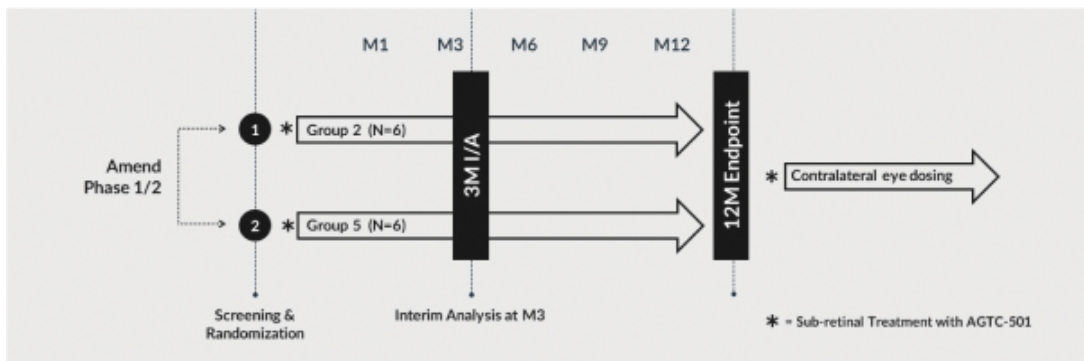 M1 M3 M6 M9 M12
1 * Group 2 (N=6)
3M I/A
12M Endpoint
Amend
Phase 1/2
* Contralateral eye dosing
2 * Group 5 (N=6)
Screening &
Randomization
Interim Analysis at M3
* = Sub-retinal Treatment with AGTC-501